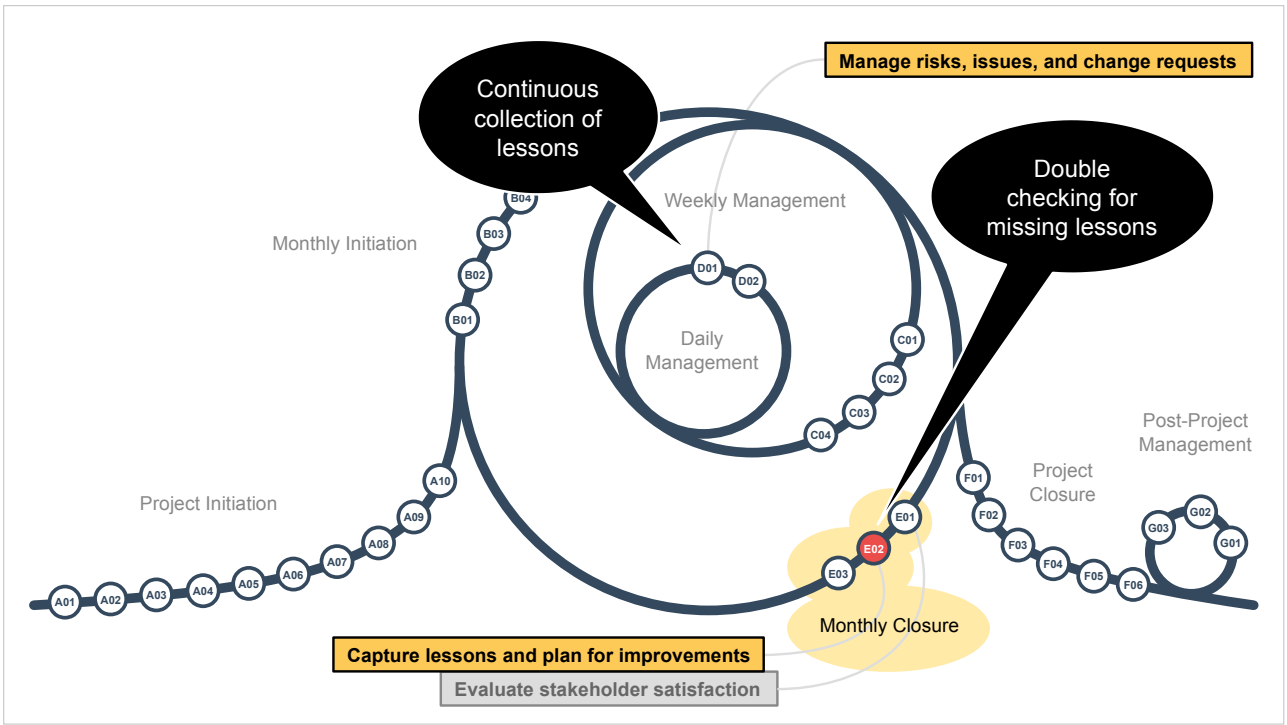 Manage risks, issues, and change requests
Continuous
collection of
lessons
Double
checking for
missing lessons
Weekly Management
B04
B03
B02
B01
Monthly Initiation
D01
D02
Daily
Management
C01
C02
C03
C04
Post-Project
Management
Project
Closure
Project Initiation
A01
A02
A03
A04
A05
A06
A07
A08
A09
A10
E01
E02
E03
F01
F02
F03
F04
F05
F06
G03
G02
G01
Monthly Closure
Capture lessons and plan for improvements
Evaluate stakeholder satisfaction